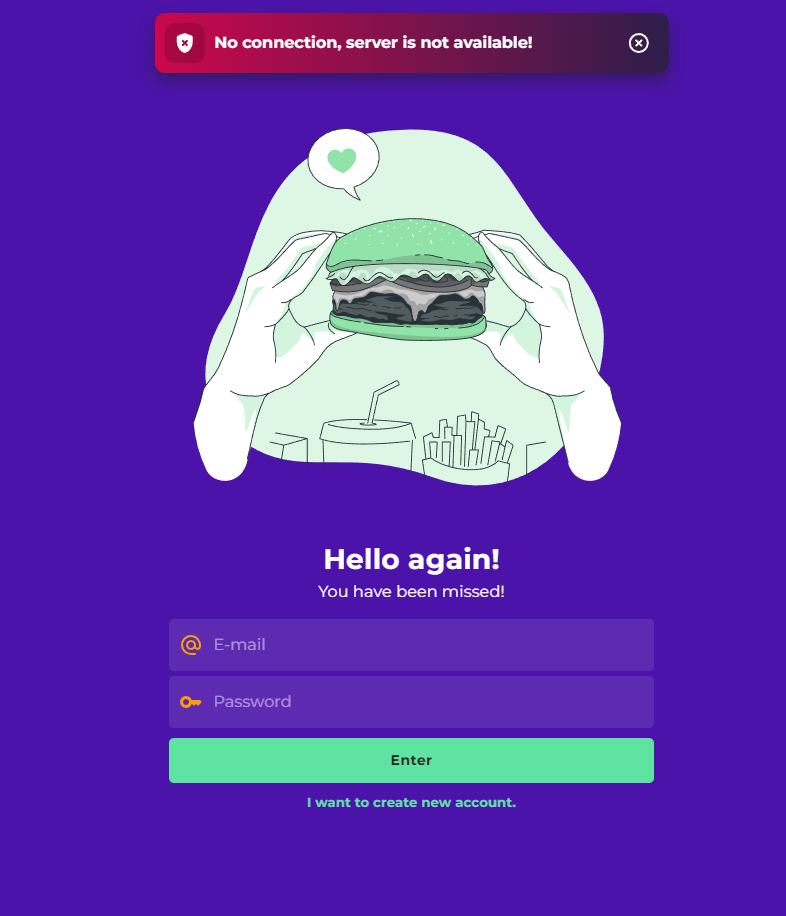 No connection, server is not available!
Hello again!
You have been missed!
E-mail
Password
Enter
I want to create new account.